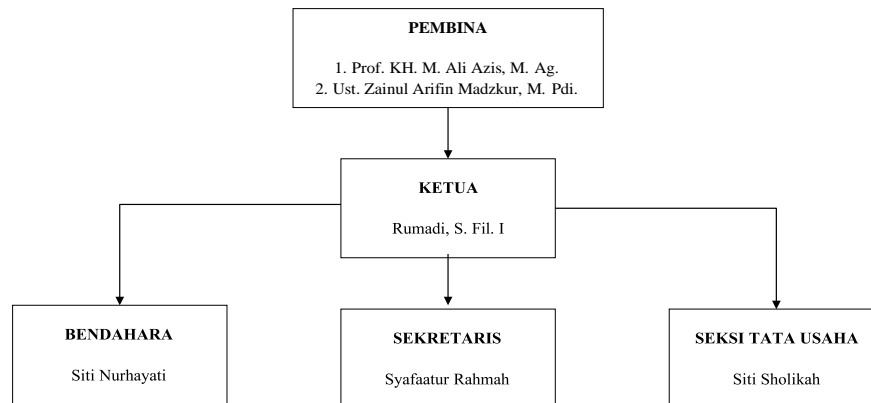 PEMBINA
1. Prof. KH. M. Ali Azis, M. Ag.
2. Ust. Zainul Arifin Madzkur, M. Pdi.
KETUA
Rumadi, S. Fil. I
BENDAHARA
Siti Nurhayati
SEKRETARIS
Syafaatur Rahmah
SEKSI TATA USAHA
Siti Sholikah